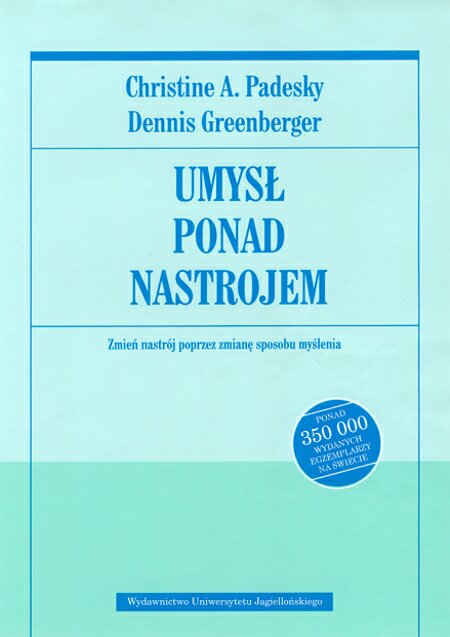 Christine A. Padesky
Dennis Greenberger
UMYSŁ
PONAD
NASTROJEM
Zmień nastrój poprzez zmianę sposobu myślenia
PONAD
350 000
WYDANYCH
EGZEMPLARZY
NA ŚWIECIE
Wydawnictwo Uniwersytetu Jagiellońskiego